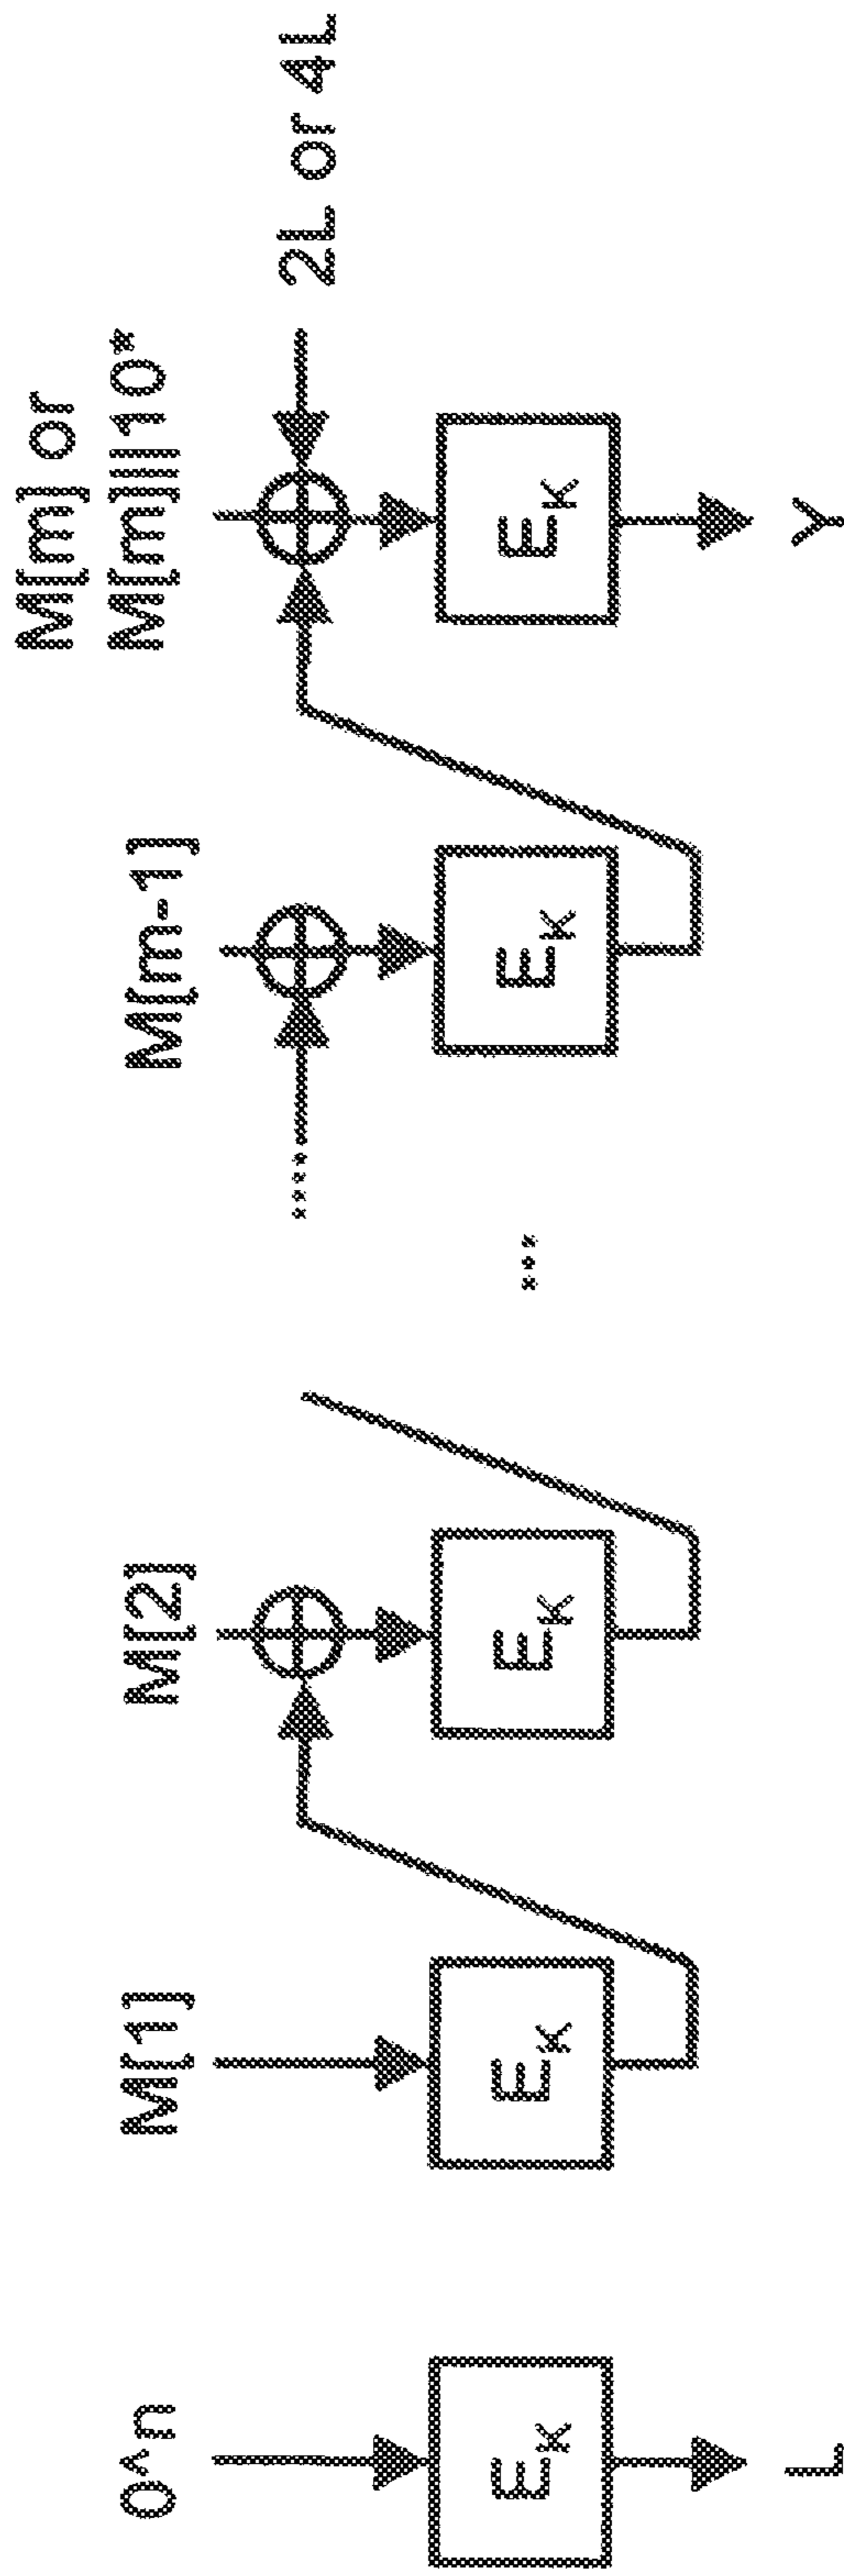 0^n
M[1]
M[2]
M[m-1]
M[m] or
M[m]||10*
2L or 4L
E_K
E_K
E_K
...
E_K
E_K
L
Y